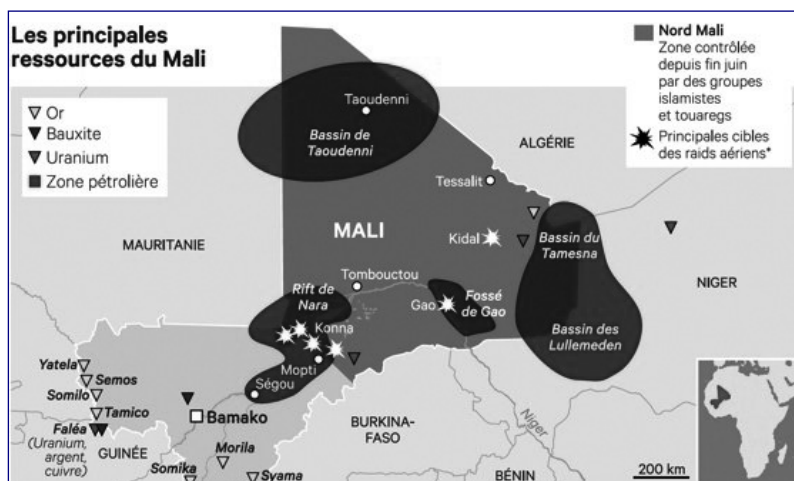 Les principales
ressources du Mali
Or
Bauxite
Uranium
Zone pétrolière
Nord Mali
Zone contrôlée
depuis fin juin
par des groupes
islamistes
et touaregs
Principales cibles
des raids aériens*
Taoudenni
Bassin de
Taoudenni
ALGÉRIE
Tessalit
MALI
Kidal
MAURITANIE
Bassin du
Tamesna
NIGER
Tombouctou
Rift de
Nara
Gao
Fossé
de Gao
Konna
Bassin des
Lullemeden
Mopti
Ségou
Yatela
Semos
Somilo
Tamico
Bamako
Faléa
(Uranium,
argent,
cuivre)
GUINÉE
Morila
Somika
Syama
BURKINA-
FASO
Niger
BÉNIN
200 km